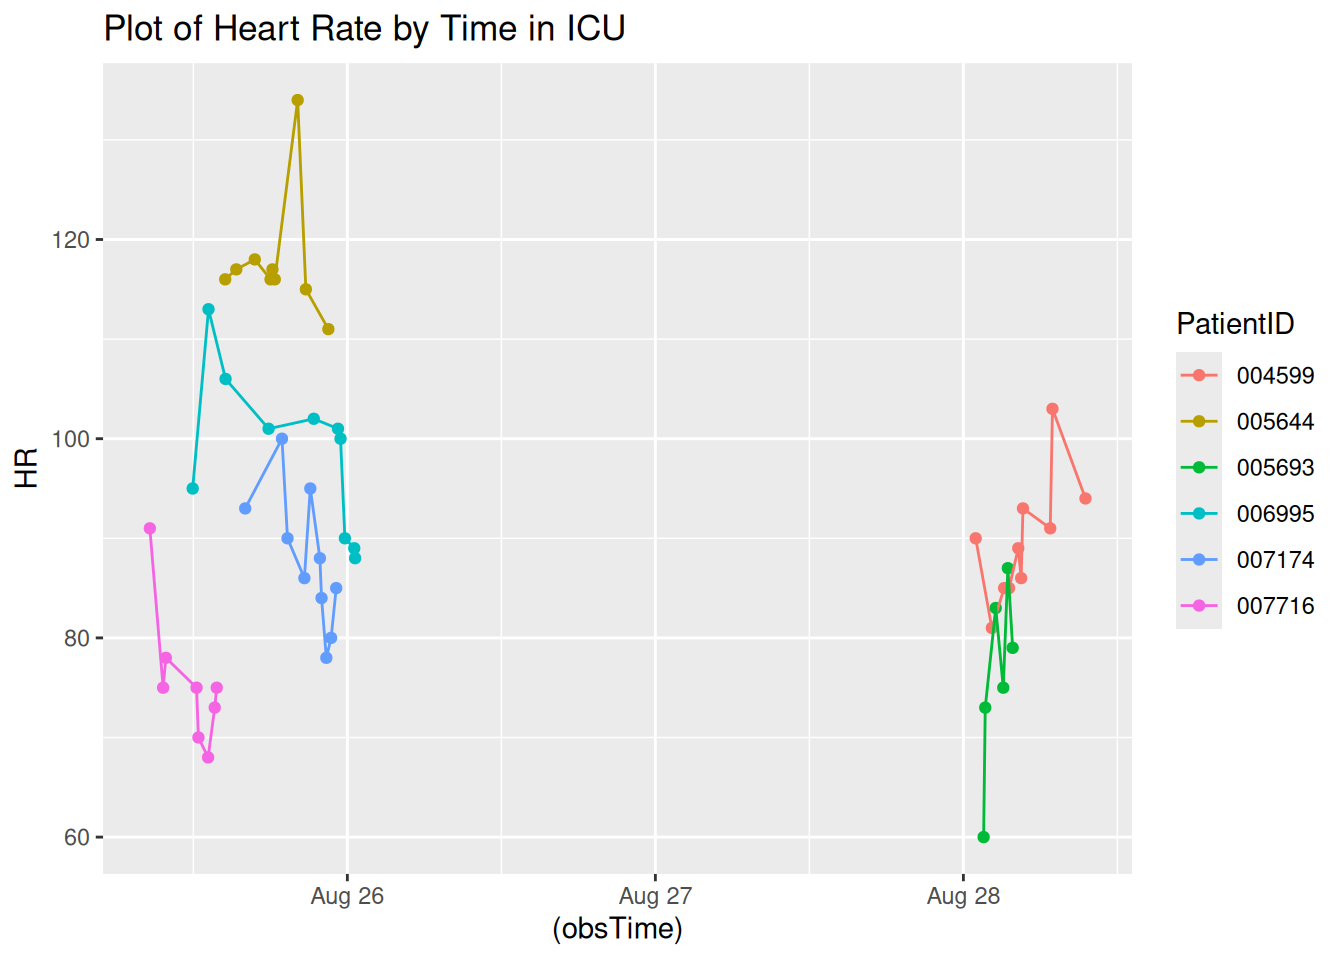 Plot of Heart Rate by Time in ICU
120
100
80
60
HR
Aug 26
Aug 27
Aug 28
(obsTime)
PatientID
004599
005644
005693
006995
007174
007716